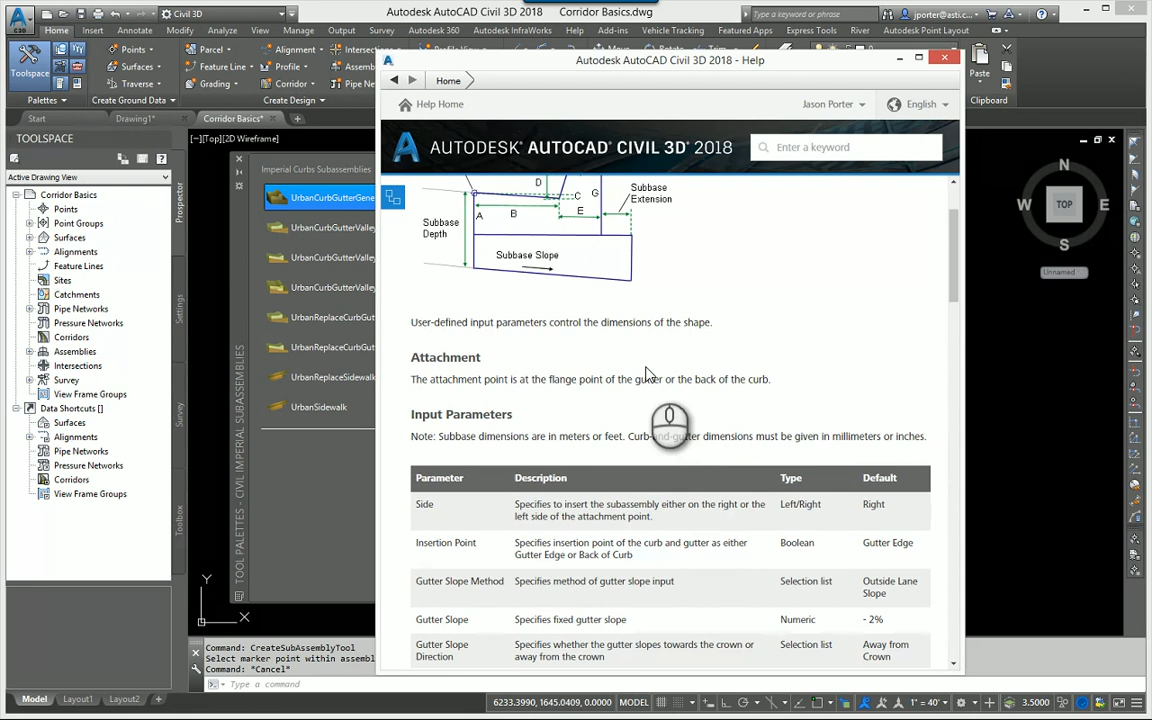 Civil 3D
Autodesk AutoCAD Civil 3D 2018 Corridor Basics.dwg
Type a keyword or phrase
jporter@asti.c...
Home Insert Annotate Modify Analyze View Manage Output Survey Autodesk 360 Autodesk InfraWorks Help Add-ins Vehicle Tracking Featured Apps Express Tools River Autodesk Point Layout
Toolspace
Points
Surfaces
Traverse
Parcel
Feature Line
Grading
Alignment
Profile
Corridor
Intersections
Assembly
Pipe Network
Paste
Palettes
Create Ground Data
Create Design
Clipboard
Start
Drawing1*
Corridor Basics*
TOOLSPACE
Active Drawing View
Corridor Basics
Points
Point Groups
Surfaces
Alignments
Feature Lines
Sites
Catchments
Pipe Networks
Pressure Networks
Corridors
Assemblies
Intersections
Survey
View Frame Groups
Data Shortcuts []
Surfaces
Alignments
Pipe Networks
Pressure Networks
Corridors
View Frame Groups
Prospector
Settings
Survey
Toolbox
[−][Top][2D Wireframe]
TOOL PALETTES - CIVIL IMPERIAL SUBASSEMBLIES
Imperial Curbs Subassemblies
UrbanCurbGutterGene
UrbanCurbGutterValley
UrbanCurbGutterValley
UrbanCurbGutterValley
UrbanReplaceCurbGut
UrbanReplaceCurbGut
UrbanReplaceSidewalk
UrbanSidewalk
Autodesk AutoCAD Civil 3D 2018 - Help
Home
Help Home
Jason Porter
English
AUTODESK® AUTOCAD® CIVIL 3D® 2018
Enter a keyword
D
C
G
A
B
E
Subbase
Extension
Subbase
Depth
Subbase Slope
User-defined input parameters control the dimensions of the shape.
Attachment
The attachment point is at the flange point of the gutter or the back of the curb.
Input Parameters
Note: Subbase dimensions are in meters or feet. Curb-and-gutter dimensions must be given in millimeters or inches.
Parameter Description Type Default
Side Specifies to insert the subassembly either on the right or the Left/Right Right
left side of the attachment point.
Insertion Point Specifies insertion point of the curb and gutter as either Boolean Gutter Edge
Gutter Edge or Back of Curb
Gutter Slope Method Specifies method of gutter slope input Selection list Outside Lane
Slope
Gutter Slope Specifies fixed gutter slope Numeric - 2%
Gutter Slope Specifies whether the gutter slopes towards the crown or Selection list Away from
Direction away from the crown Crown
N
W TOP E
S
Unnamed
Y
X
Command: CreateSubAssemblyTool
Select marker point within assembl
Command: *Cancel*
Type a command
Model Layout1 Layout2 +
6233.3990, 1645.0409, 0.0000 MODEL
1" = 40'
3.5000